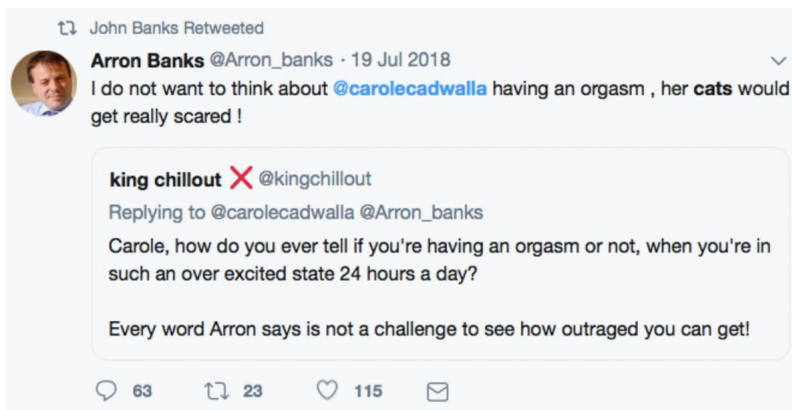 John Banks Retweeted
Arron Banks @Arron_banks · 19 Jul 2018
I do not want to think about @carolecadwalla having an orgasm , her cats would
get really scared !
king chillout ❌ @kingchillout
Replying to @carolecadwalla @Arron_banks
Carole, how do you ever tell if you're having an orgasm or not, when you're in
such an over excited state 24 hours a day?
Every word Arron says is not a challenge to see how outraged you can get!
63 23 115